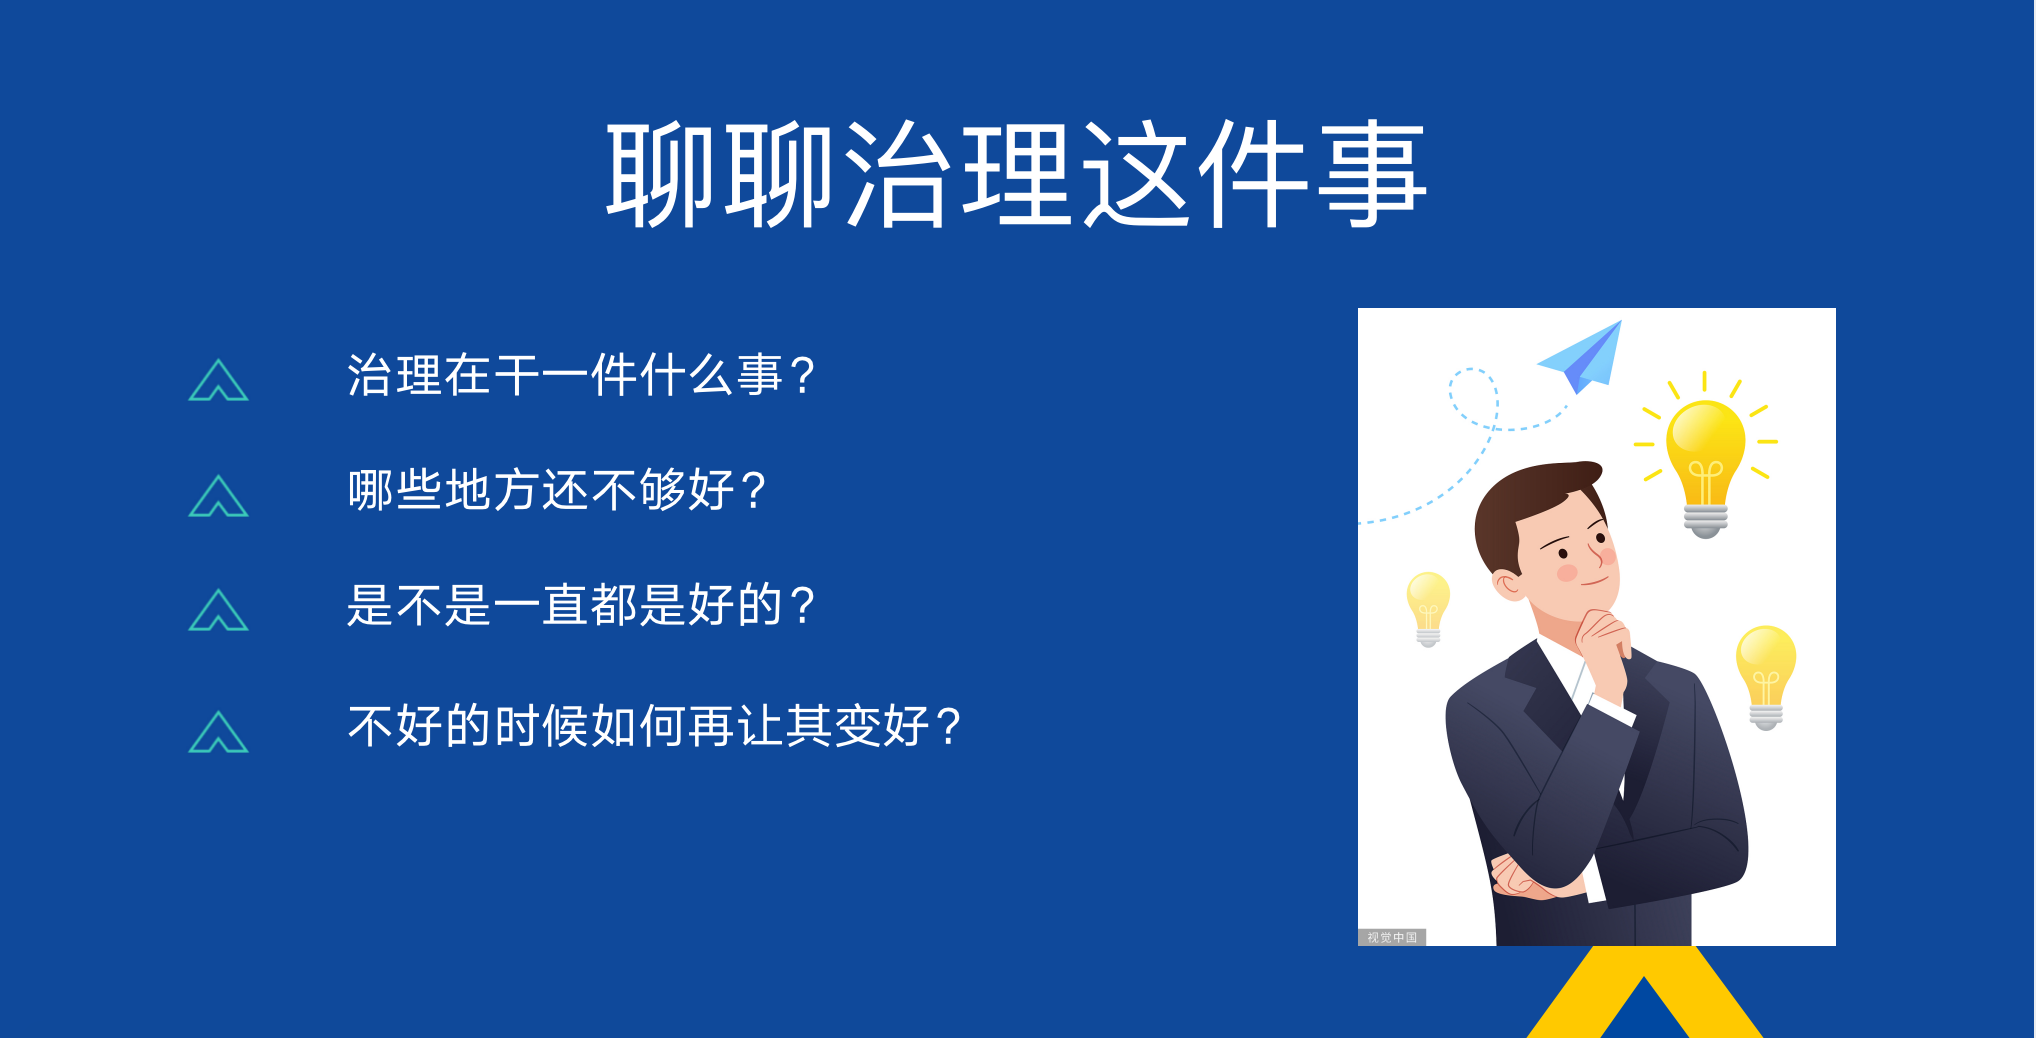 聊聊治理这件事
治理在干一件什么事?
哪些地方还不够好?
是不是一直都是好的?
不好的时候如何再让其变好?
视觉中国